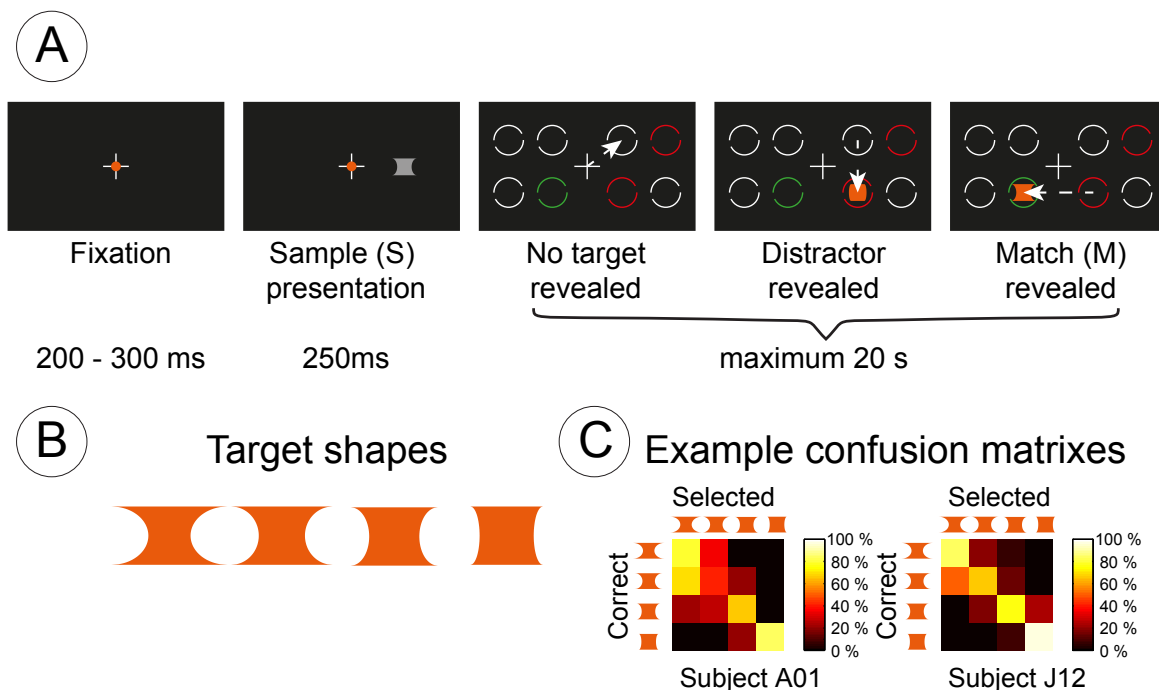 A
Fixation
Sample (S)
presentation
No target
revealed
Distractor
revealed
Match (M)
revealed
200 - 300 ms
250ms
maximum 20 s
B
Target shapes
C
Example confusion matrixes
Selected
Correct
100 %
80 %
60 %
40 %
20 %
0 %
Subject A01
Selected
Correct
100 %
80 %
60 %
40 %
20 %
0 %
Subject J12